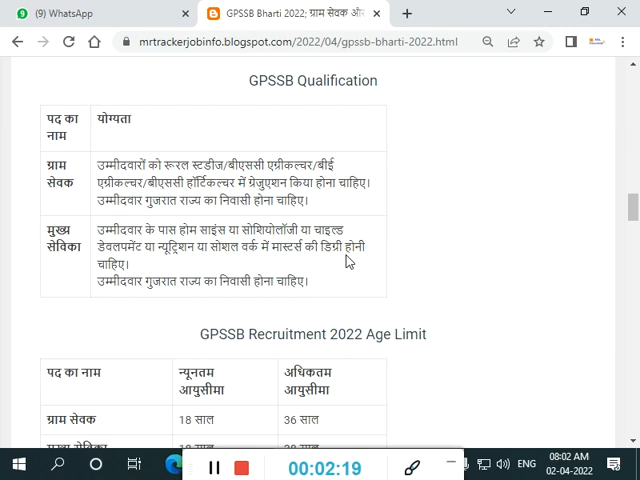 (9) WhatsApp
GPSSB Bharti 2022; ग्राम सेवक औ
mrtrackerjobinfo.blogspot.com/2022/04/gpssb-bharti-2022.html
GPSSB Qualification
पद का
नाम
योग्यता
ग्राम
सेवक
उम्मीदवारों को रूरल स्टडीज/बीएससी एग्रीकल्चर/बीई
एग्रीकल्चर/बीएससी हॉर्टिकल्चर में ग्रेजुएशन किया होना चाहिए।
उम्मीदवार गुजरात राज्य का निवासी होना चाहिए।
मुख्य
सेविका
उम्मीदवार के पास होम साइंस या सोशियोलॉजी या चाइल्ड
डेवलपमेंट या न्यूट्रिशन या सोशल वर्क में मास्टर्स की डिग्री होनी
चाहिए।
उम्मीदवार गुजरात राज्य का निवासी होना चाहिए।
GPSSB Recruitment 2022 Age Limit
पद का नाम
न्यूनतम
आयुसीमा
अधिकतम
आयुसीमा
ग्राम सेवक
18 साल
36 साल
00:02:19
ENG
08:02 AM
02-04-2022